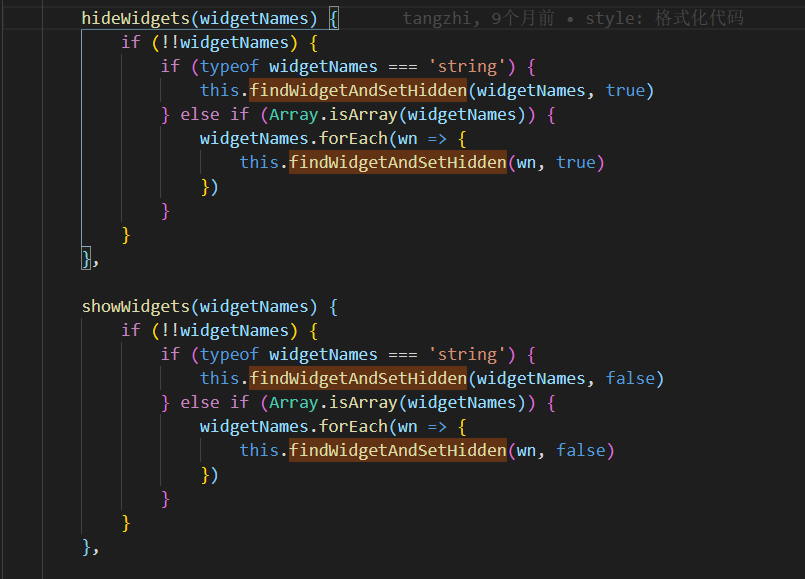 hideWidgets(widgetNames) { tangzhi, 9个月前 • style: 格式化代码
if (!!widgetNames) {
if (typeof widgetNames === 'string') {
this.findWidgetAndSetHidden(widgetNames, true)
} else if (Array.isArray(widgetNames)) {
widgetNames.forEach(wn => {
this.findWidgetAndSetHidden(wn, true)
})
}
}
},
showWidgets(widgetNames) {
if (!!widgetNames) {
if (typeof widgetNames === 'string') {
this.findWidgetAndSetHidden(widgetNames, false)
} else if (Array.isArray(widgetNames)) {
widgetNames.forEach(wn => {
this.findWidgetAndSetHidden(wn, false)
})
}
}
},